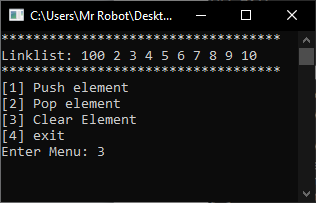 C:\Users\Mr Robot\Deskt...
***********************************
Linklist: 100 2 3 4 5 6 7 8 9 10
***********************************
[1] Push element
[2] Pop element
[3] Clear Element
[4] exit
Enter Menu: 3